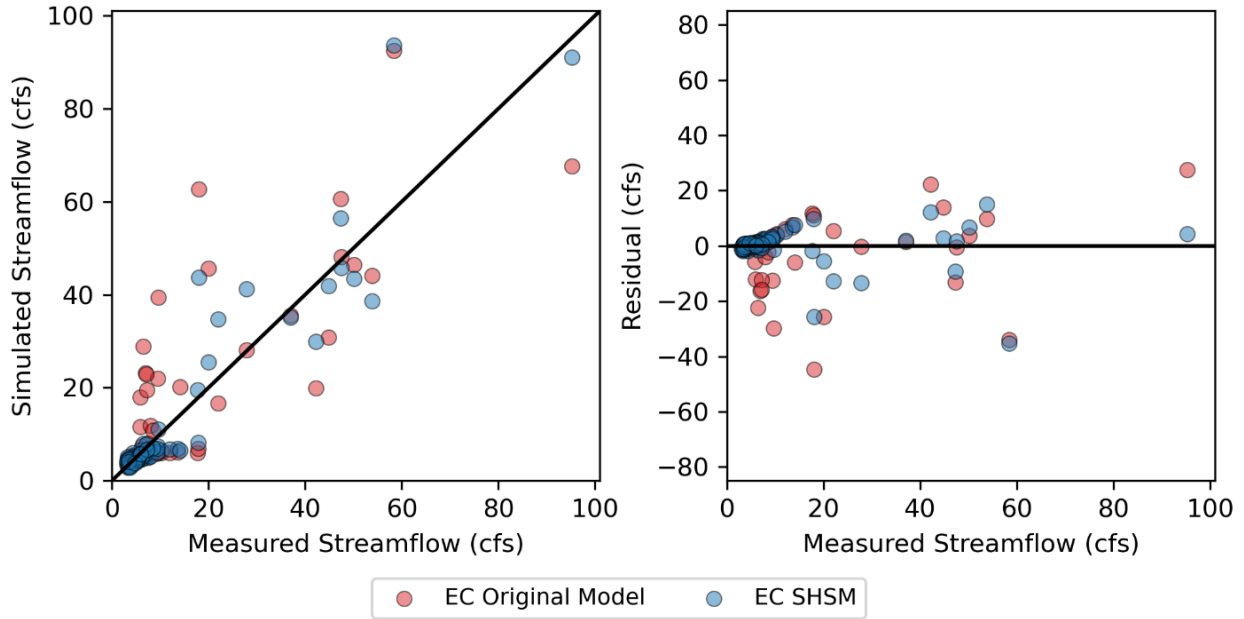 Simulated Streamflow (cfs)
100
80
60
40
20
0
0 20 40 60 80 100
Measured Streamflow (cfs)
Residual (cfs)
80
60
40
20
0
−20
−40
−60
−80
0 20 40 60 80 100
Measured Streamflow (cfs)
EC Original Model EC SHSM